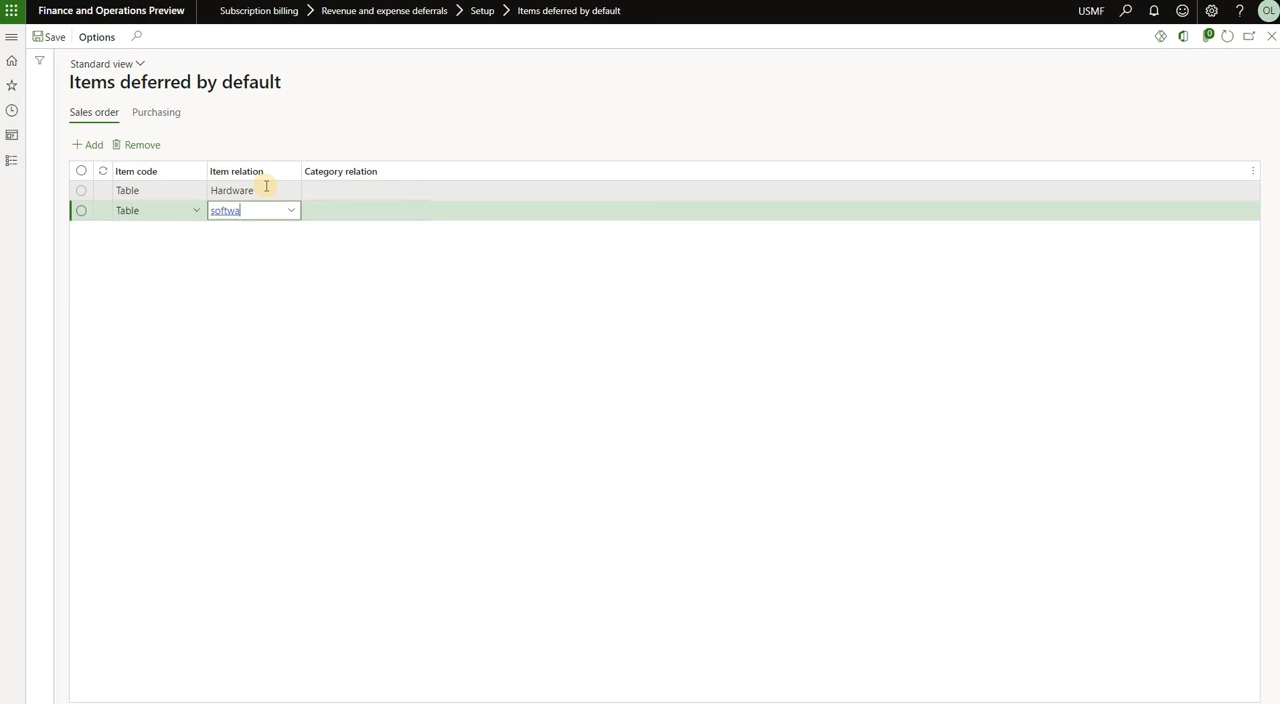 Finance and Operations Preview
Subscription billing > Revenue and expense deferrals > Setup > Items deferred by default
USMF
OL
Save Options
0
Standard view
Items deferred by default
Sales order Purchasing
+ Add Remove
Item code Item relation Category relation
Table Hardware
Table softwa